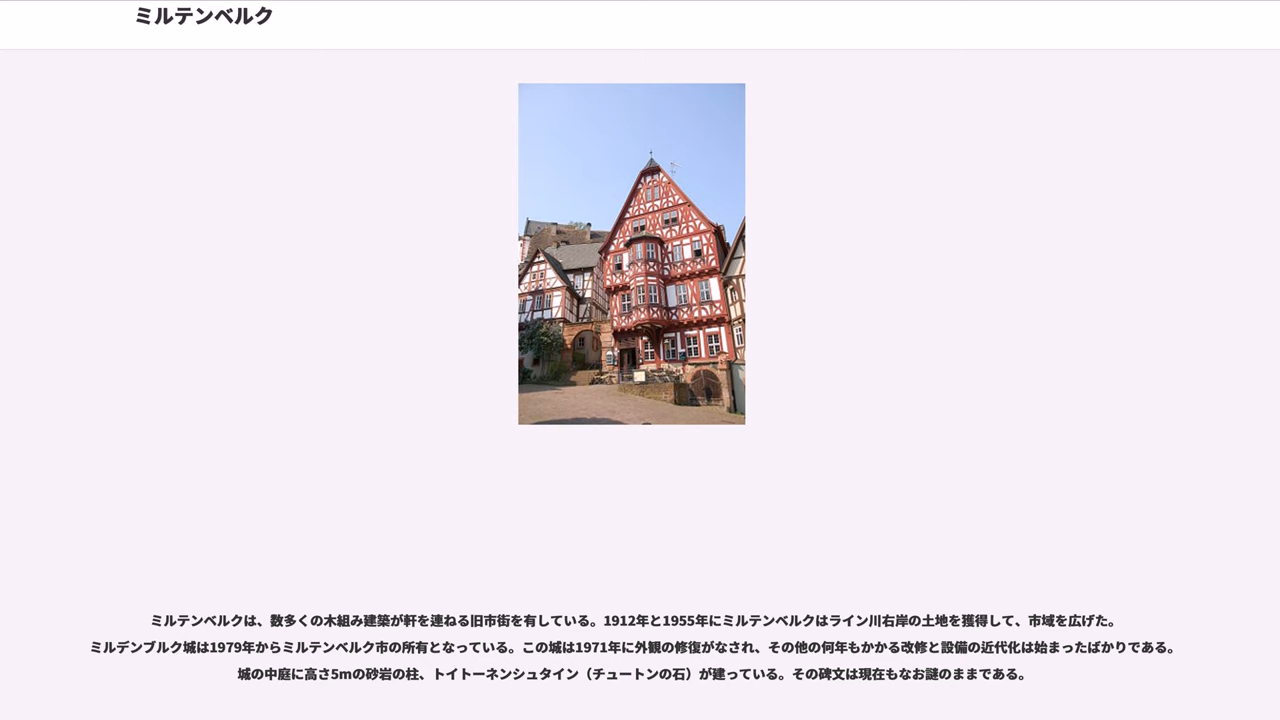 ミルテンベルク
ミルテンベルクは、数多くの木組み建築が軒を連ねる旧市街を有している。1912年と1955年にミルテンベルクはライン川右岸の土地を獲得して、市域を広げた。
ミルデンブルク城は1979年からミルテンベルク市の所有となっている。この城は1971年に外観の修復がなされ、その他の何年もかかる改修と設備の近代化は始まったばかりである。
城の中庭に高さ5mの砂岩の柱、トイトーネンシュタイン（チュートンの石）が建っている。その碑文は現在もなお謎のままである。